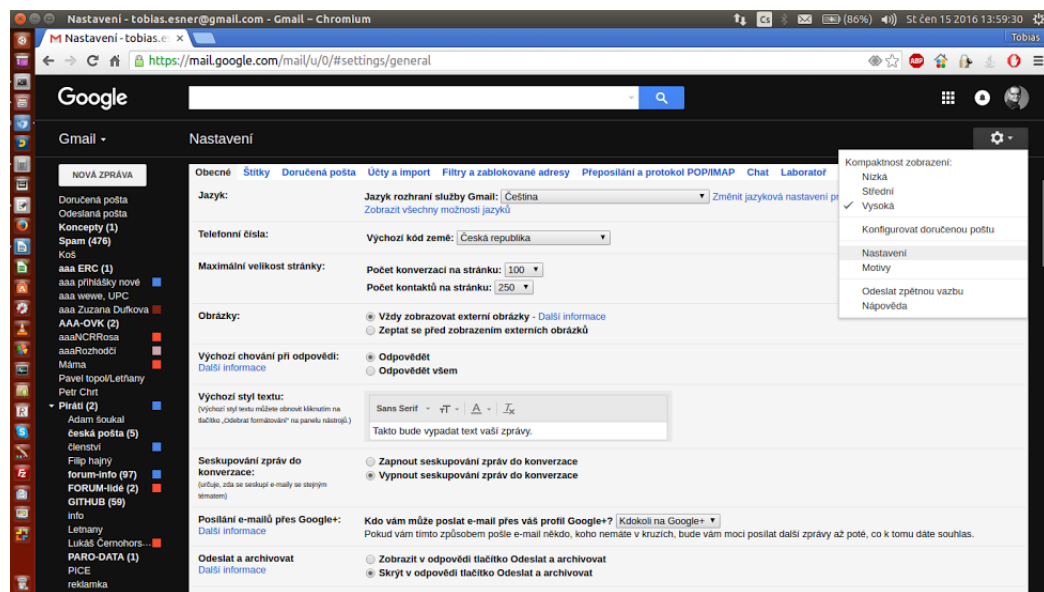 Nastavení - tobias.esner@gmail.com - Gmail – Chromium
Cs (86%) St čen 15 2016 13:59:30
Nastavení - tobias.e: ×
Tobias
https://mail.google.com/mail/u/0/#settings/general
ABP
Google
Gmail
Nastavení
NOVÁ ZPRÁVA
Doručená pošta
Odeslaná pošta
Koncepty (1)
Spam (476)
Koš
aaa ERC (1)
aaa přihlášky nové
aaa wewe, UPC
aaa Zuzana Dufkova
AAA-OVK (2)
aaaNCRRosa
aaaRozhodčí
Máma
Pavel topol/Letňany
Petr Chrt
Piráti (2)
Adam šoukal
česká pošta (5)
členství
Filip hajný
forum-info (97)
FORUM-lidé (2)
GITHUB (59)
info
Letnany
Lukáš Černohors...
PARO-DATA (1)
PICE
reklamka
Obecné Štítky Doručená pošta Účty a import Filtry a zablokované adresy Přeposílání a protokol POP/IMAP Chat Laboratoř
Jazyk:
Jazyk rozhraní služby Gmail: Čeština Změnit jazyková nastavení pr
Zobrazit všechny možnosti jazyků
Telefonní čísla:
Výchozí kód země: Česká republika
Maximální velikost stránky:
Počet konverzací na stránku: 100
Počet kontaktů na stránku: 250
Obrázky:
Vždy zobrazovat externí obrázky - Další informace
Zeptat se před zobrazením externích obrázků
Výchozí chování při odpovědi:
Další informace
Odpovědět
Odpovědět všem
Výchozí styl textu:
(Výchozí styl textu můžete obnovit kliknutím na
tlačítko „Odebrat formátování“ na panelu nástrojů.)
Sans Serif тT A Tx
Takto bude vypadat text vaší zprávy.
Seskupování zpráv do
konverzace:
(určuje, zda se seskupí e-maily se stejným
tématem)
Zapnout seskupování zpráv do konverzace
Vypnout seskupování zpráv do konverzace
Posílání e-mailů přes Google+:
Další informace
Kdo vám může poslat e-mail přes váš profil Google+? Kdokoli na Google+
Pokud vám tímto způsobem pošle e-mail někdo, koho nemáte v kruzích, bude vám moci posílat další zprávy až poté, co k tomu dáte souhlas.
Odeslat a archivovat
Další informace
Zobrazit v odpovědi tlačítko Odeslat a archivovat
Skrýt v odpovědi tlačítko Odeslat a archivovat
Kompaktnost zobrazení:
Nízká
Střední
Vysoká
Konfigurovat doručenou poštu
Nastavení
Motivy
Odeslat zpětnou vazbu
Nápověda